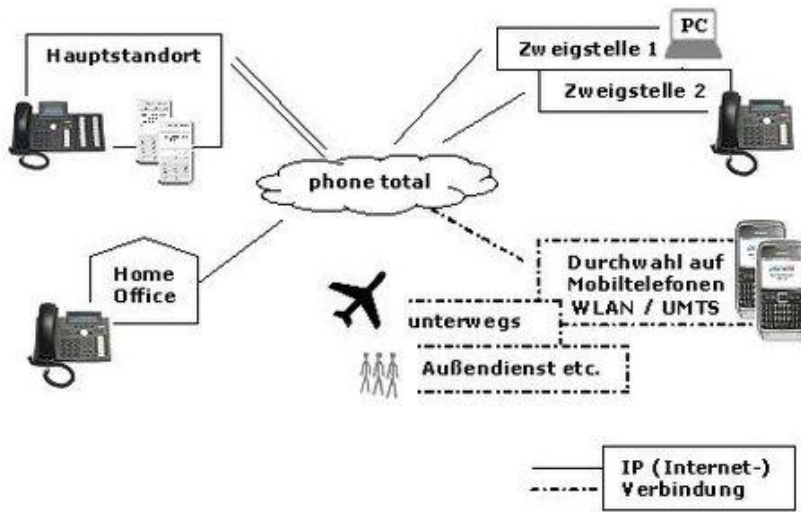 Hauptstandort
Zweigstelle 1
PC
Zweigstelle 2
phone total
Home
Office
Durchwahl auf
Mobiltelefonen
WLAN / UMTS
unterwegs
Außendienst etc.
IP (Internet-)
Verbindung